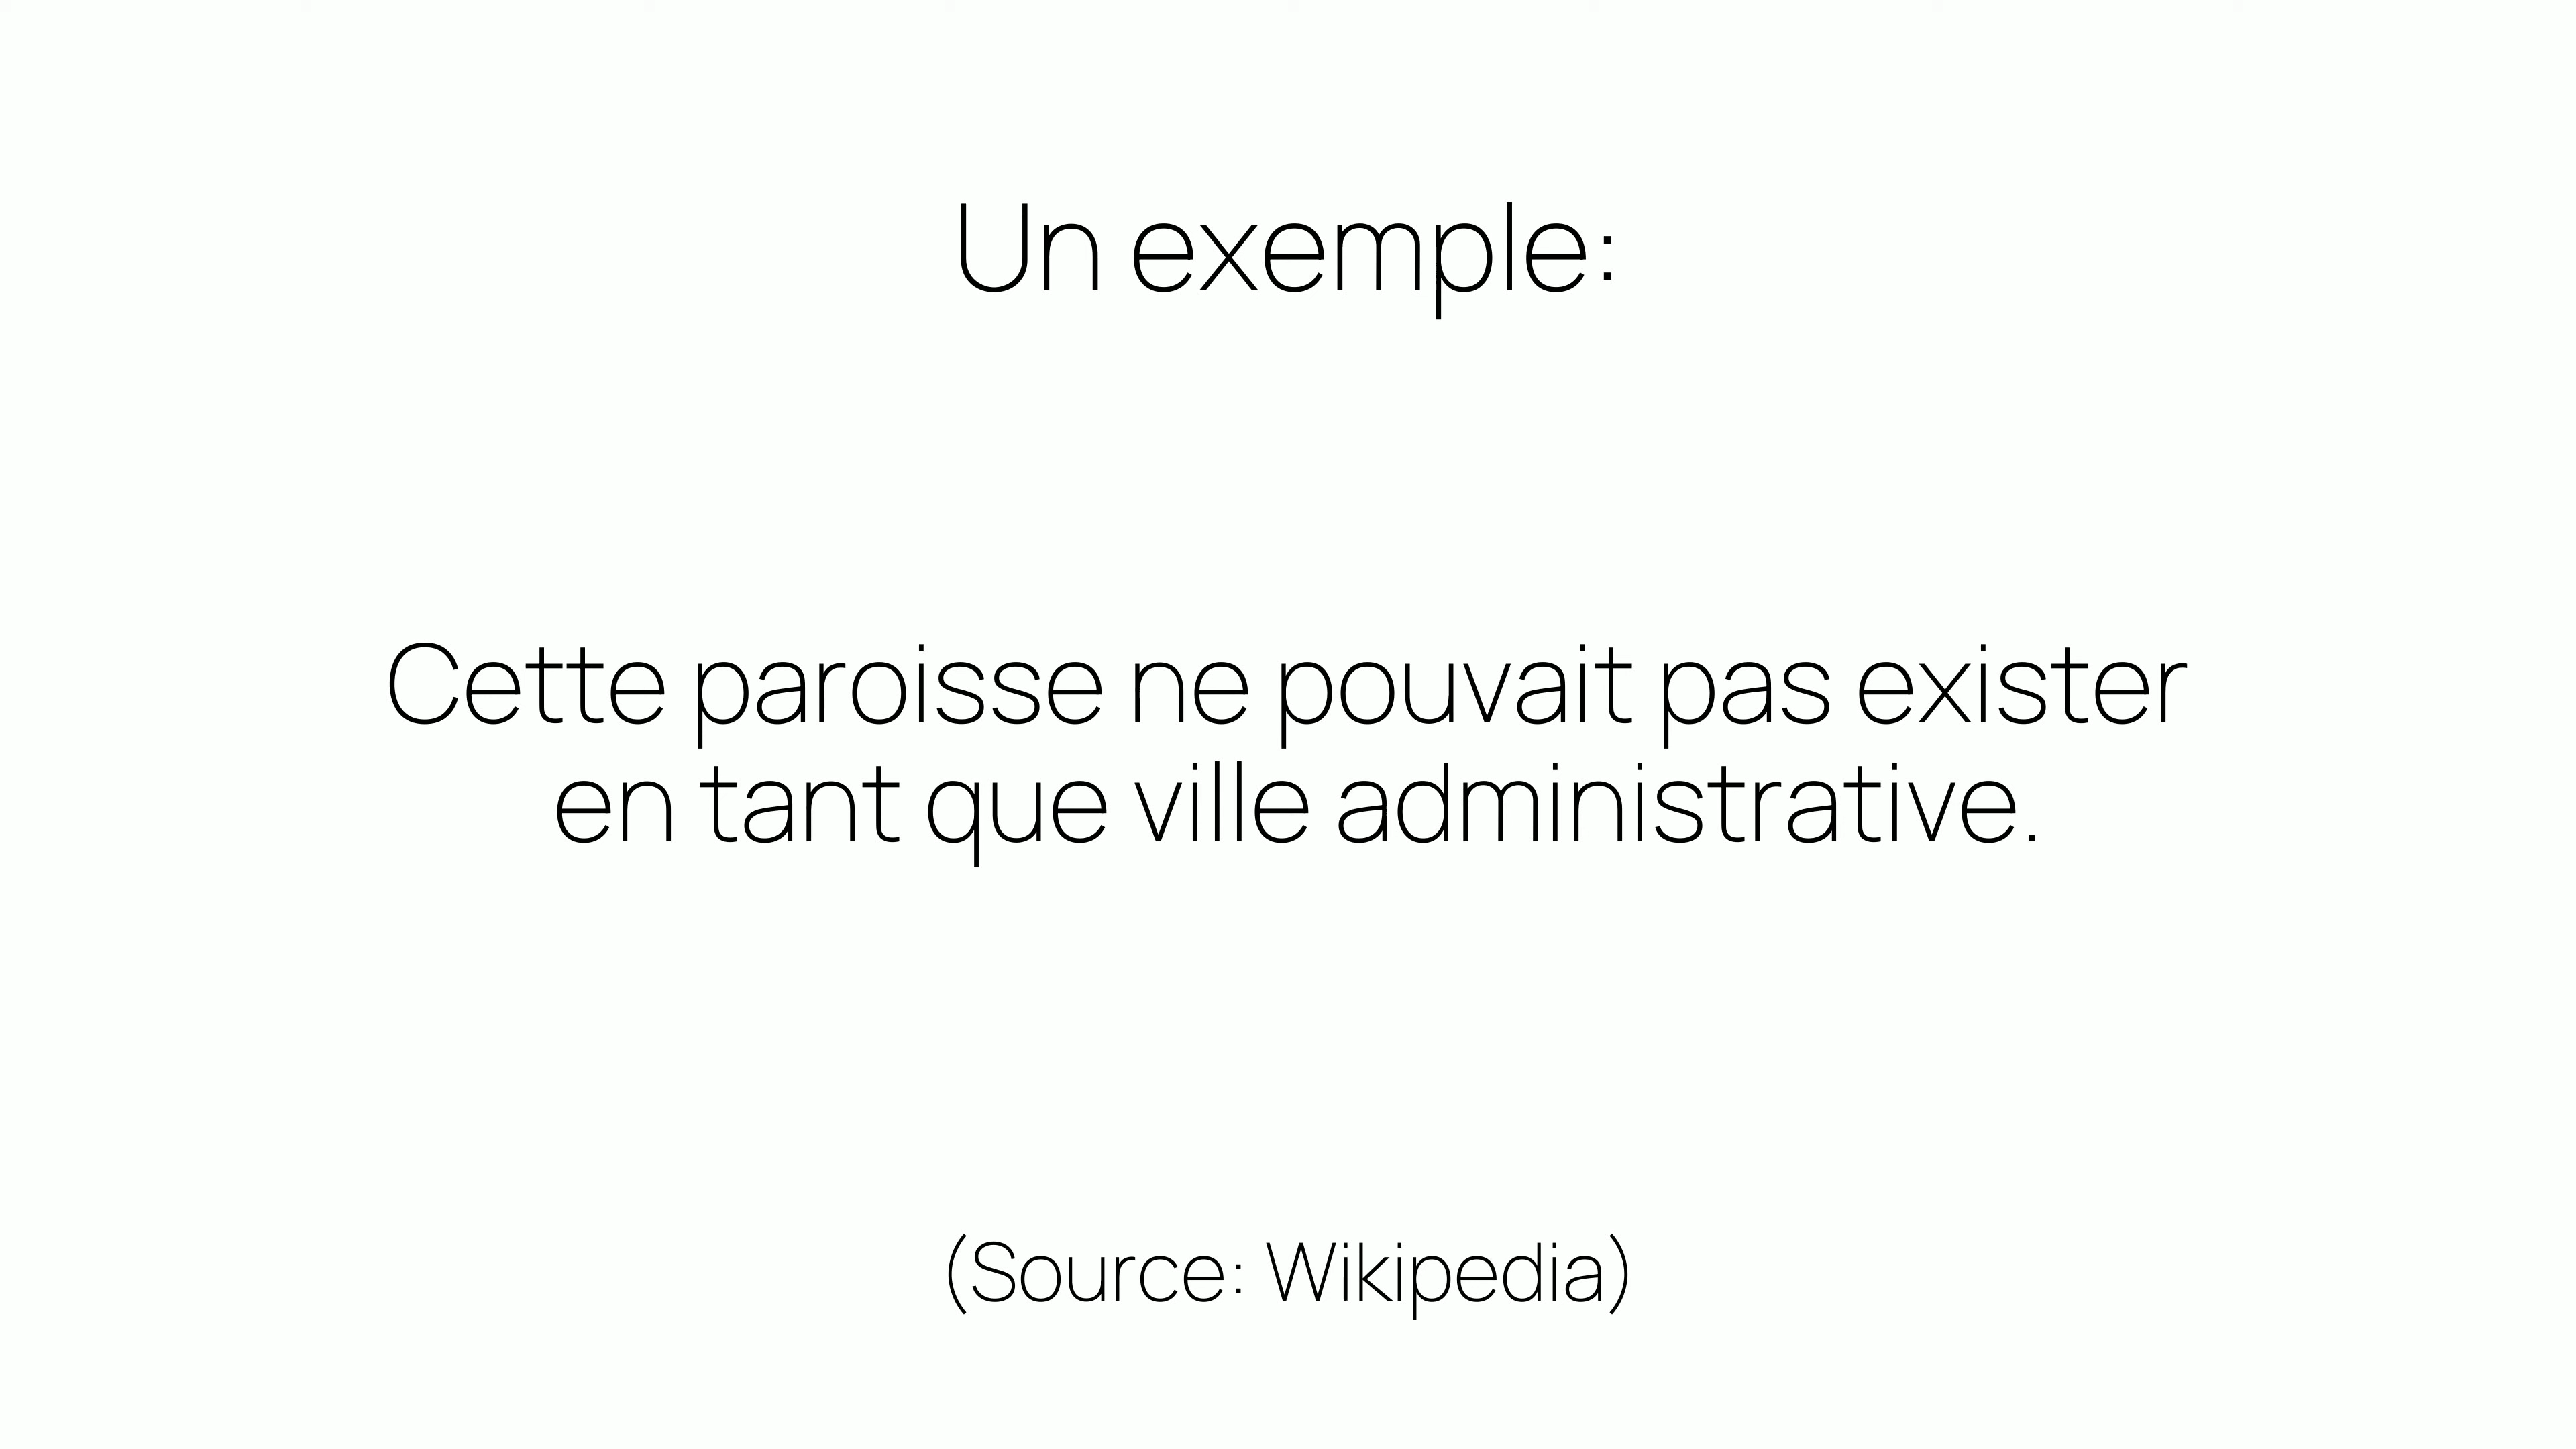 Un exemple:
Cette paroisse ne pouvait pas exister
en tant que ville administrative.
(Source: Wikipedia)